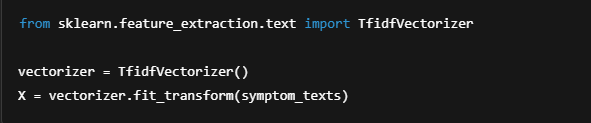 from sklearn.feature_extraction.text import TfidfVectorizer
vectorizer = TfidfVectorizer()
X = vectorizer.fit_transform(symptom_texts)